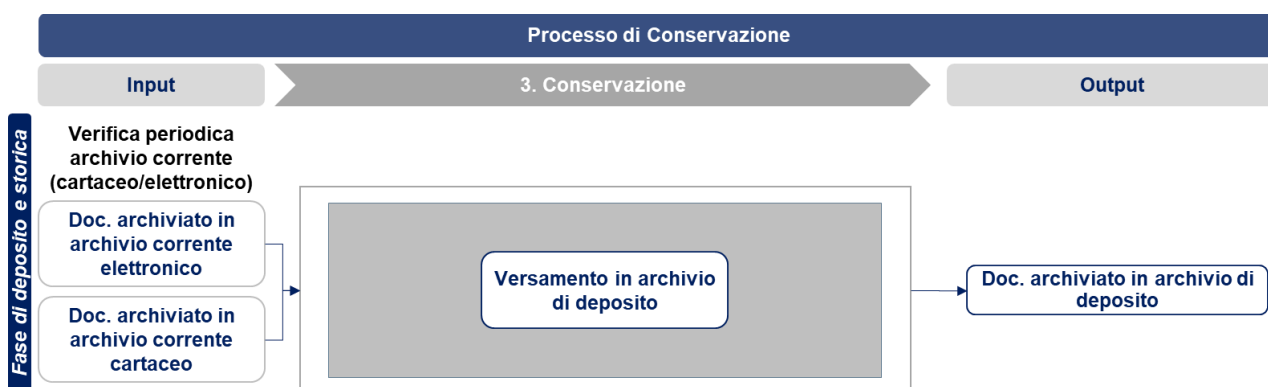 Processo di Conservazione
Input
3. Conservazione
Output
Fase di deposito e storica
Verifica periodica
archivio corrente
(cartaceo/elettronico)
Doc. archiviato in
archivio corrente
elettronico
Doc. archiviato in
archivio corrente
cartaceo
Versamento in archivio
di deposito
Doc. archiviato in archivio di
deposito